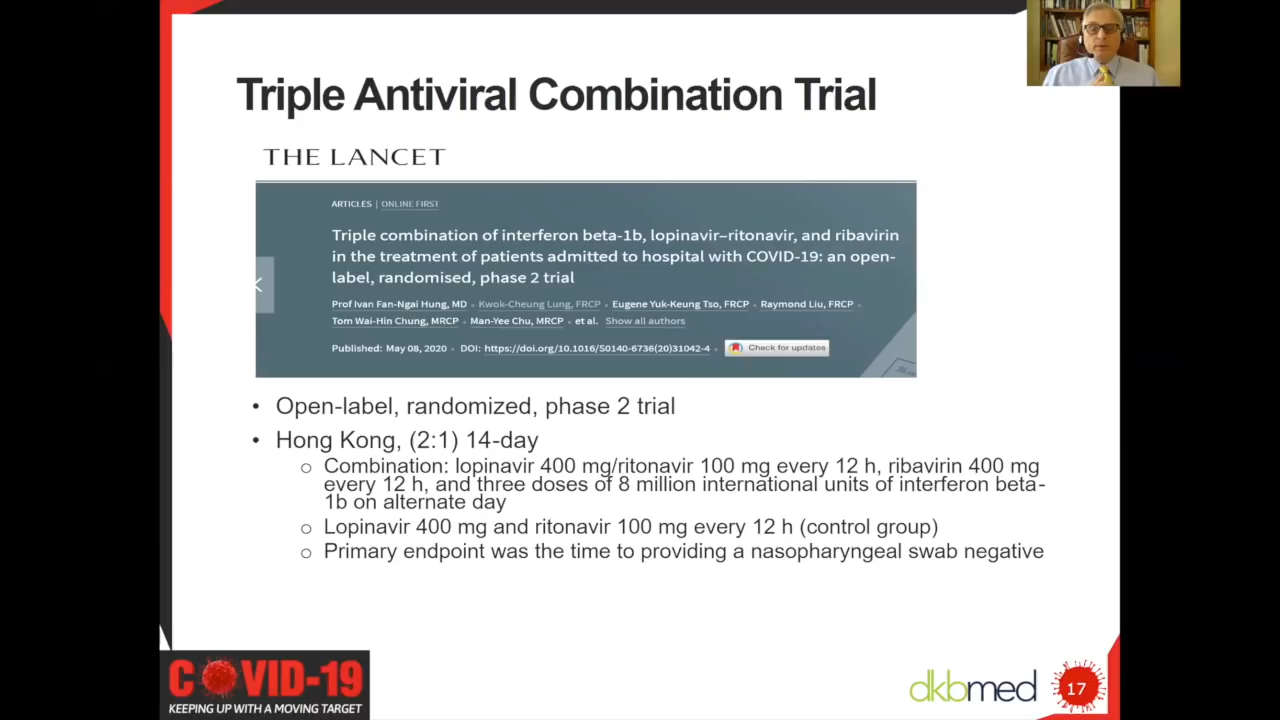 Triple Antiviral Combination Trial
THE LANCET
ARTICLES | ONLINE FIRST
Triple combination of interferon beta-1b, lopinavir–ritonavir, and ribavirin
in the treatment of patients admitted to hospital with COVID-19: an open-
label, randomised, phase 2 trial
Prof Ivan Fan-Ngai Hung, MD • Kwok-Cheung Lung, FRCP • Eugene Yuk-Keung Tso, FRCP • Raymond Liu, FRCP •
Tom Wai-Hin Chung, MRCP • Man-Yee Chu, MRCP • et al. Show all authors
Published: May 08, 2020 • DOI: https://doi.org/10.1016/S0140-6736(20)31042-4 • Check for updates
• Open-label, randomized, phase 2 trial
• Hong Kong, (2:1) 14-day
o Combination: lopinavir 400 mg/ritonavir 100 mg every 12 h, ribavirin 400 mg
every 12 h, and three doses of 8 million international units of interferon beta-
1b on alternate day
o Lopinavir 400 mg and ritonavir 100 mg every 12 h (control group)
o Primary endpoint was the time to providing a nasopharyngeal swab negative
COVID-19
KEEPING UP WITH A MOVING TARGET
dkbmed
17